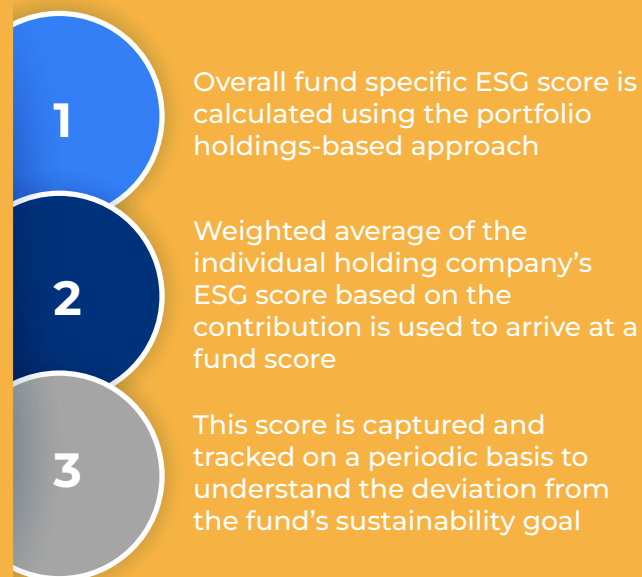 1
Overall fund specific ESG score is
calculated using the portfolio
holdings-based approach
2
Weighted average of the
individual holding company’s
ESG score based on the
contribution is used to arrive at a
fund score
3
This score is captured and
tracked on a periodic basis to
understand the deviation from
the fund’s sustainability goal